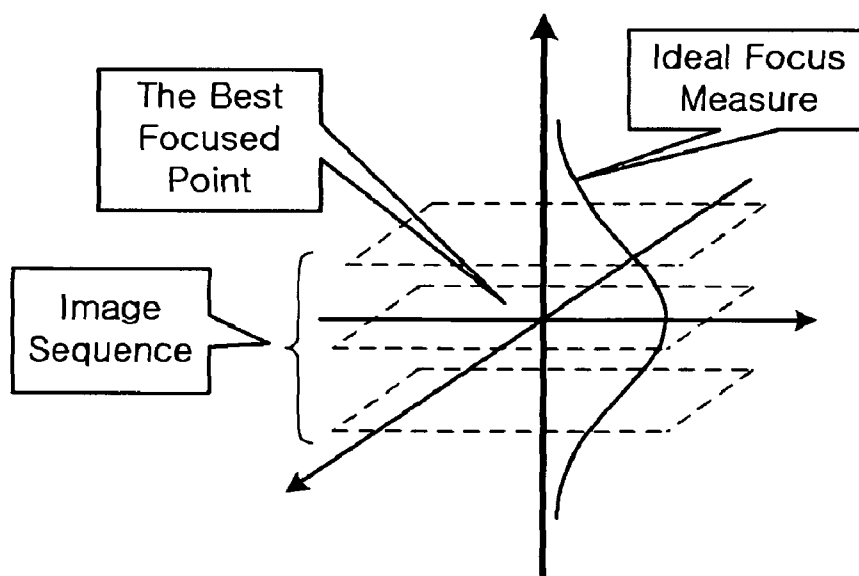 The Best
Focused
Point
Ideal Focus
Measure
Image
Sequence